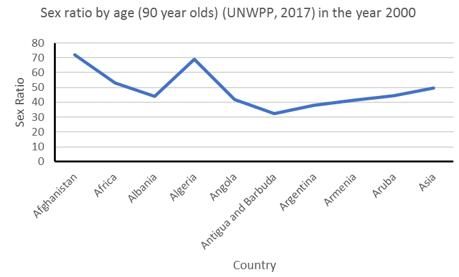 Sex ratio by age (90 year olds) (UNWPP, 2017) in the year 2000
80
70
60
50
40
30
20
10
0
Sex Ratio
Afghanistan
Africa
Albania
Algeria
Angola
Antigua and Barbuda
Argentina
Armenia
Aruba
Asia
Country